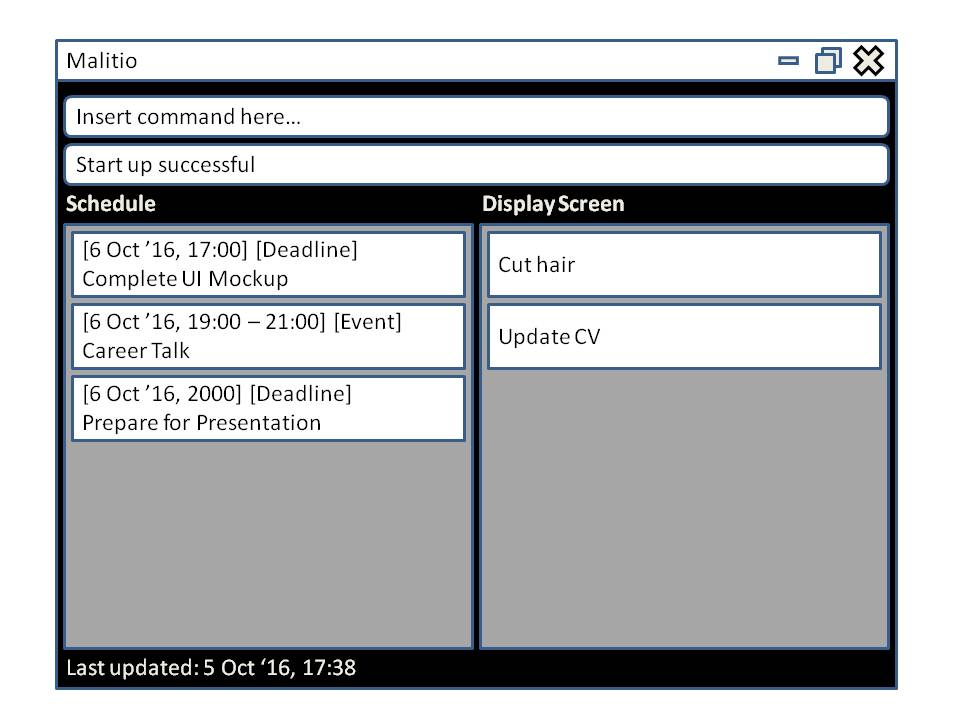 Malitio
Insert command here…
Start up successful
Schedule
[6 Oct ’16, 17:00] [Deadline]
Complete UI Mockup
[6 Oct ’16, 19:00 – 21:00] [Event]
Career Talk
[6 Oct ’16, 2000] [Deadline]
Prepare for Presentation
Display Screen
Cut hair
Update CV
Last updated: 5 Oct ‘16, 17:38